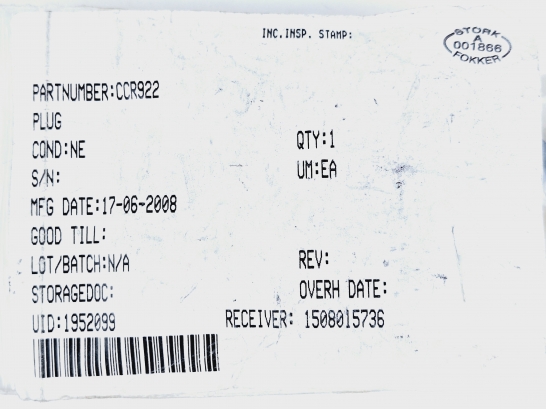 INC.INSP. STAMP:
STORK
A
001866
FOKKER
PARTNUMBER:CCR922
PLUG
COND:NE QTY:1
S/N: UM:EA
MFG DATE:17-06-2008
GOOD TILL:
LOT/BATCH:N/A REV:
STORAGEDOC: OVERH DATE:
UID:1952099 RECEIVER: 1508015736